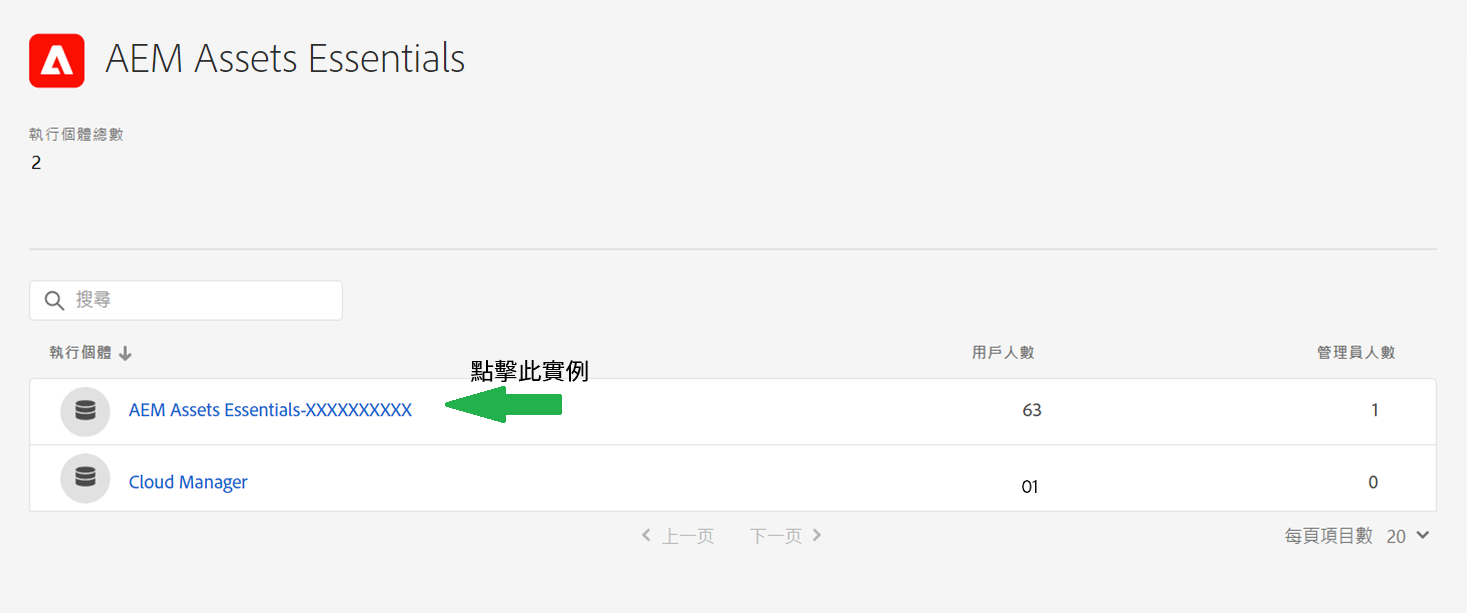 AEM Assets Essentials
執行個體總數
2
搜尋
執行個體 用戶人數 管理員人數
點擊此實例
AEM Assets Essentials-XXXXXXXXXX 63 1
Cloud Manager 01 0
上一页 下一页 每頁項目數 20